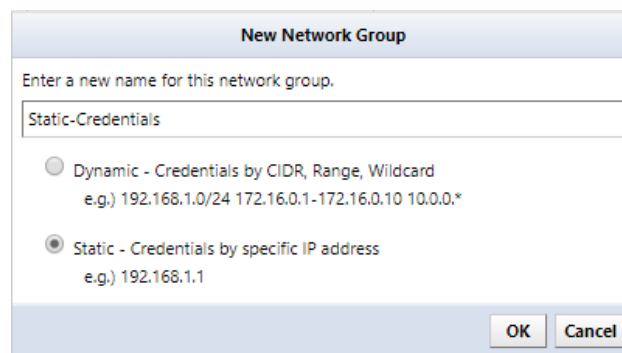 New Network Group
Enter a new name for this network group.
Static-Credentials
Dynamic - Credentials by CIDR, Range, Wildcard
e.g.) 192.168.1.0/24 172.16.0.1-172.16.0.10 10.0.0.*
Static - Credentials by specific IP address
e.g.) 192.168.1.1
OK Cancel